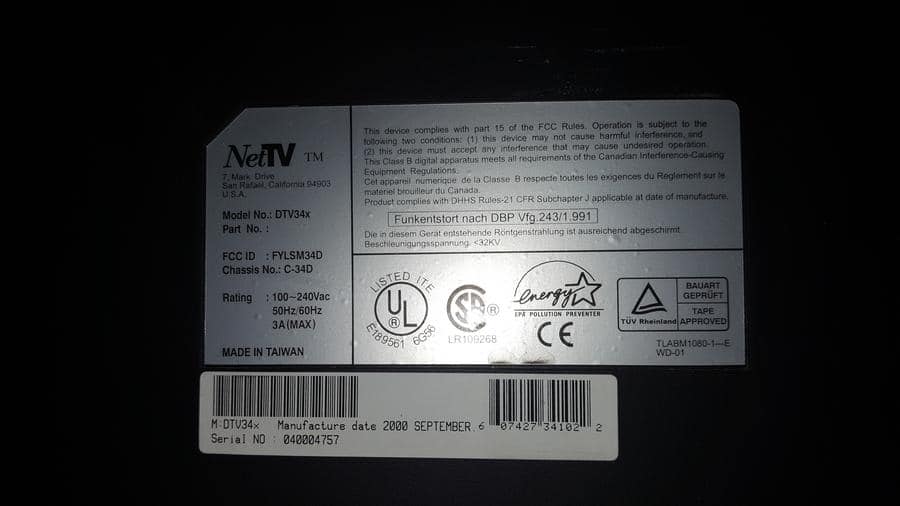 NetTV TM
7, Mark Drive
San Rafael, California 94903
U.S.A.
Model No.: DTV34x
Part No. :
FCC ID : FYLSM34D
Chassis No.: C-34D
Rating : 100~240Vac
50Hz/60Hz
3A(MAX)
MADE IN TAIWAN
This device complies with part 15 of the FCC Rules. Operation is subject to the
following two conditions: (1) this device may not cause harmful interference, and
(2) this device must accept any interference that may cause undesired operation.
This Class B digital apparatus meets all requirements of the Canadian Interference-Causing
Equipment Regulations.
Cet appareil numerique de la Classe B respecte toutes les exigences du Reglement sur le
materiel brouilleur du Canada.
Product complies with DHHS Rules-21 CFR Subchapter J applicable at date of manufacture.
Funkentstort nach DBP Vfg.243/1.991
Die in diesem Gerät entstehende Röntgenstrahlung ist ausreichend abgeschirmt.
Beschleunigungsspannung. <32KV
LISTED ITE
UL ®
E189561 6G56
SA ®
LR109268
energy
EPA POLLUTION PREVENTER
CE
TÜV Rheinland
BAUART
GEPRÜFT
TAPE
APPROVED
TLABM1080-1—E
WD-01
M:DTV34x Manufacture date 2000 SEPTEMBER.
Serial NO : 040004757
6 07427 34102 2